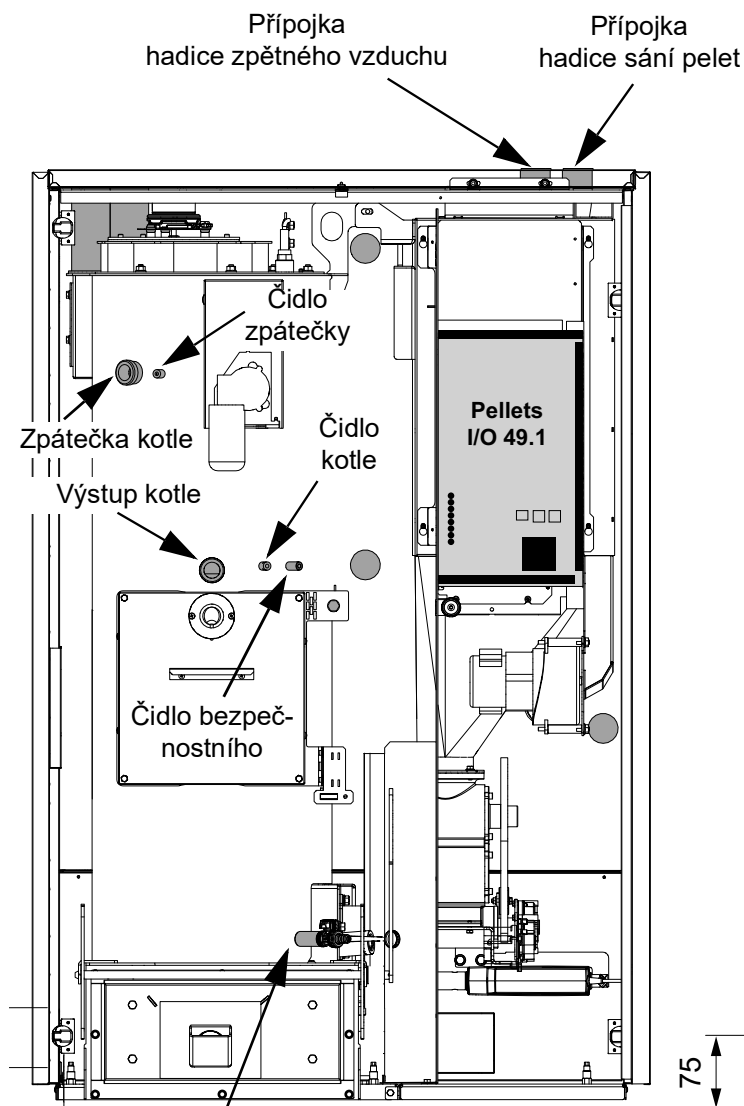 Přípojka
hadice zpětného vzduchu
Přípojka
hadice sání pelet
Čidlo
zpátečky
Zpátečka kotle
Čidlo
kotle
Výstup kotle
Pellets
I/O 49.1
Čidlo bezpeč-
nostního
75